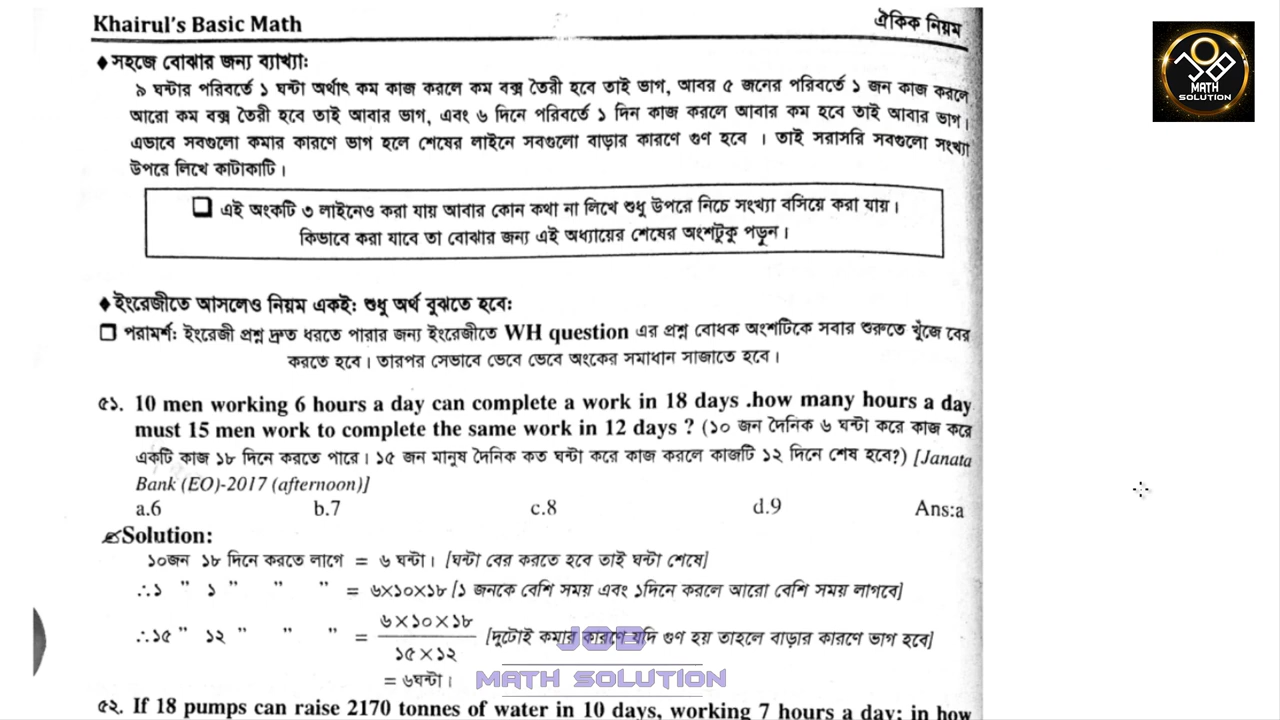 Khairul's Basic Math
ঐকিক নিয়ম
♦সহজে বোঝার জন্য ব্যাখ্যা:
৯ ঘন্টার পরিবর্তে ১ ঘন্টা অর্থাৎ কম কাজ করলে কম বক্স তৈরী হবে তাই ভাগ, আবর ৫ জনের পরিবর্তে ১ জন কাজ করলে
আরো কম বক্স তৈরী হবে তাই আবার ভাগ, এবং ৬ দিনে পরিবর্তে ১ দিন কাজ করলে আবার কম হবে তাই আবার ভাগ।
এভাবে সবগুলো কমার কারণে ভাগ হলে শেষের লাইনে সবগুলো বাড়ার কারণে গুণ হবে । তাই সরাসরি সবগুলো সংখ্যা
উপরে লিখে কাটাকাটি।
❑ এই অংকটি ৩ লাইনেও করা যায় আবার কোন কথা না লিখে শুধু উপরে নিচে সংখ্যা বসিয়ে করা যায়।
কিভাবে করা যাবে তা বোঝার জন্য এই অধ্যায়ের শেষের অংশটুকু পড়ুন।
♦ইংরেজীতে আসলেও নিয়ম একই: শুধু অর্থ বুঝতে হবে:
❑ পরামর্শ: ইংরেজী প্রশ্ন দ্রুত ধরতে পারার জন্য ইংরেজীতে WH question এর প্রশ্ন বোধক অংশটিকে সবার শুরুতে খুঁজে বের
করতে হবে। তারপর সেভাবে ভেবে ভেবে অংকের সমাধান সাজাতে হবে।
৫১. 10 men working 6 hours a day can complete a work in 18 days .how many hours a day
must 15 men work to complete the same work in 12 days ? (১০ জন দৈনিক ৬ ঘন্টা করে কাজ করে
একটি কাজ ১৮ দিনে করতে পারে। ১৫ জন মানুষ দৈনিক কত ঘন্টা করে কাজ করলে কাজটি ১২ দিনে শেষ হবে?) [Janata
Bank (EO)-2017 (afternoon)]
a.6 b.7 c.8 d.9 Ans:a
✍Solution:
১০জন ১৮ দিনে করতে লাগে = ৬ ঘন্টা। [ঘন্টা বের করতে হবে তাই ঘন্টা শেষে]
∴১ " ১ " " " = ৬×১০×১৮ [১ জনকে বেশি সময় এবং ১দিনে করলে আরো বেশি সময় লাগবে]
∴১৫ " ১২ " " " = ৬×১০×১৮ [দুটোই কমার কারণে যদি গুণ হয় তাহলে বাড়ার কারণে ভাগ হবে]
১৫×১২
= ৬ঘন্টা।
৫২. If 18 pumps can raise 2170 tonnes of water in 10 days, working 7 hours a day; in how
JOB
MATH SOLUTION
JOB
MATH
SOLUTION